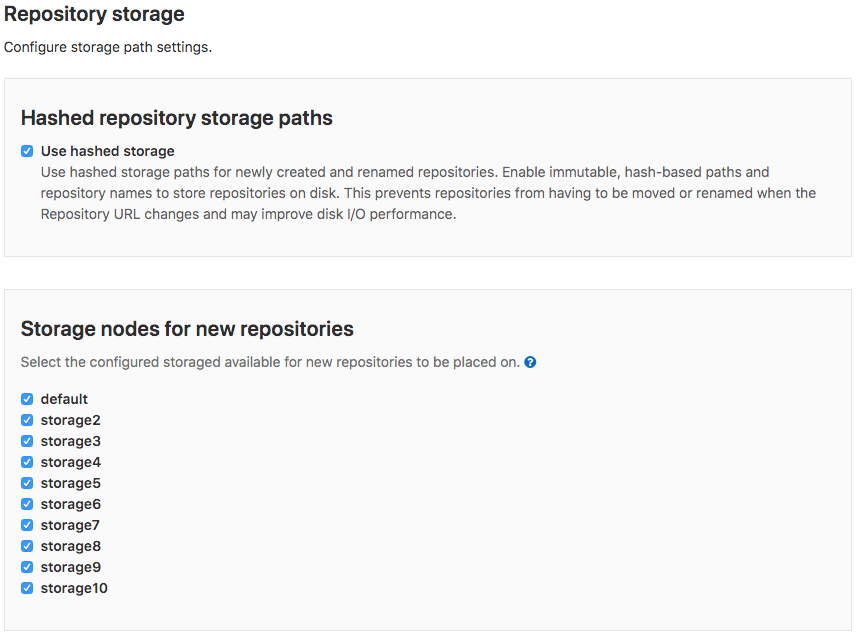 Repository storage
Configure storage path settings.
Hashed repository storage paths
Use hashed storage
Use hashed storage paths for newly created and renamed repositories. Enable immutable, hash-based paths and
repository names to store repositories on disk. This prevents repositories from having to be moved or renamed when the
Repository URL changes and may improve disk I/O performance.
Storage nodes for new repositories
Select the configured storaged available for new repositories to be placed on. ?
default
storage2
storage3
storage4
storage5
storage6
storage7
storage8
storage9
storage10